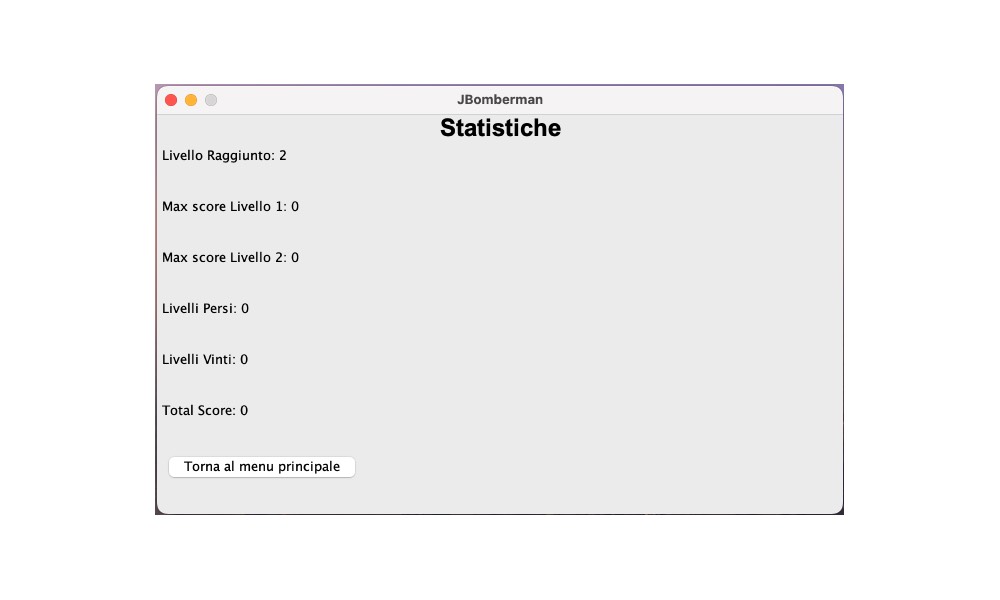 JBomberman
Statistiche
Livello Raggiunto: 2
Max score Livello 1: 0
Max score Livello 2: 0
Livelli Persi: 0
Livelli Vinti: 0
Total Score: 0
Torna al menu principale